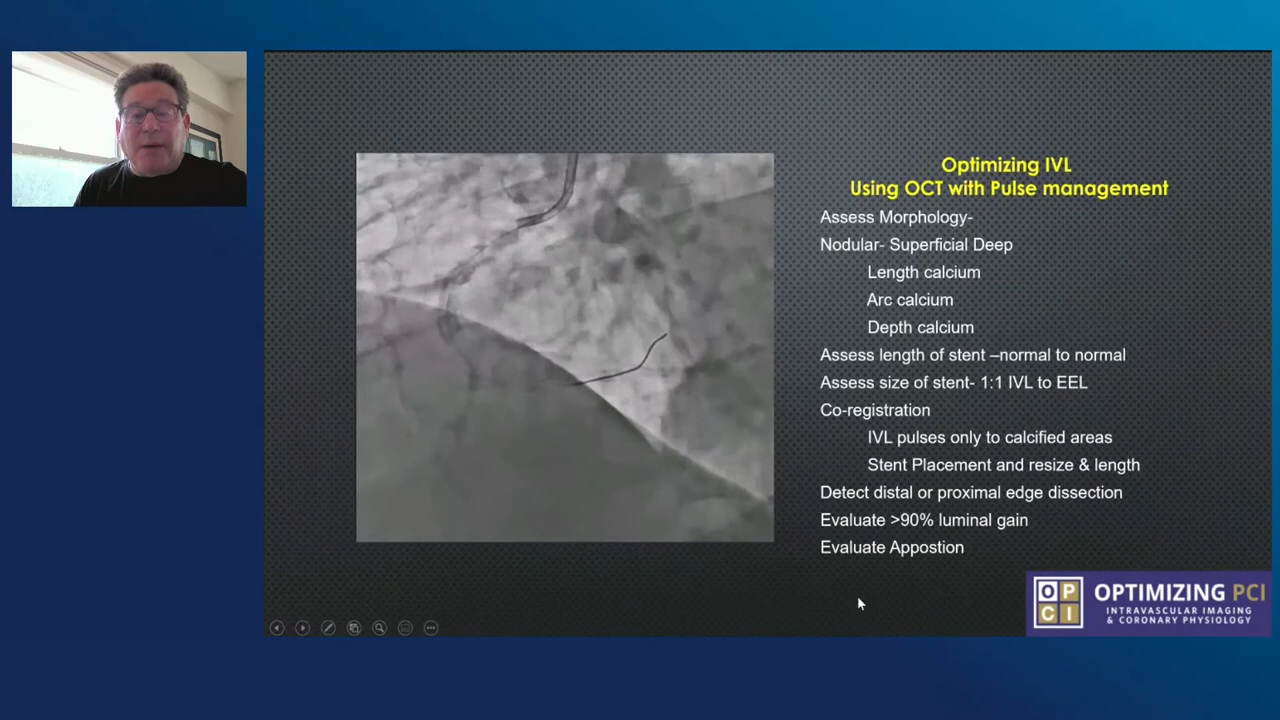 Optimizing IVL
Using OCT with Pulse management
Assess Morphology-
Nodular- Superficial Deep
Length calcium
Arc calcium
Depth calcium
Assess length of stent –normal to normal
Assess size of stent- 1:1 IVL to EEL
Co-registration
IVL pulses only to calcified areas
Stent Placement and resize & length
Detect distal or proximal edge dissection
Evaluate >90% luminal gain
Evaluate Appostion
OP
CI
OPTIMIZING PCI
INTRAVASCULAR IMAGING
& CORONARY PHYSIOLOGY